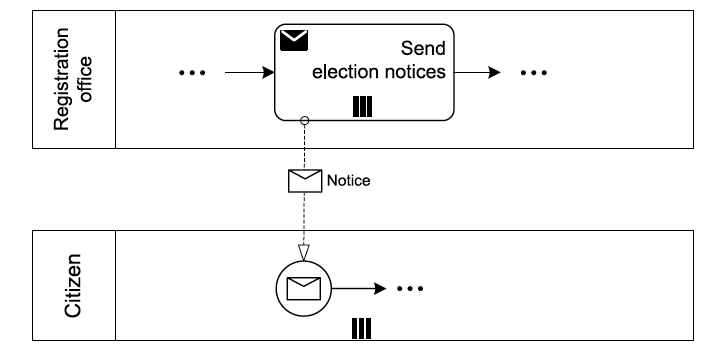 Registration
office
Send
election notices
Notice
Citizen